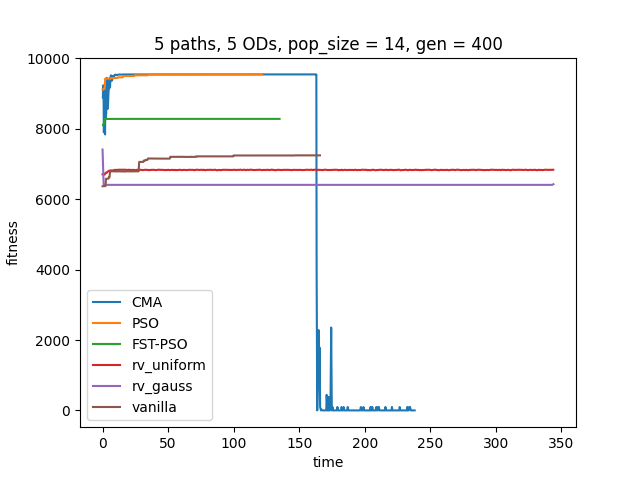 5 paths, 5 ODs, pop_size = 14, gen = 400
10000
8000
6000
4000
2000
0
fitness
CMA
PSO
FST-PSO
rv_uniform
rv_gauss
vanilla
0 50 100 150 200 250 300 350
time